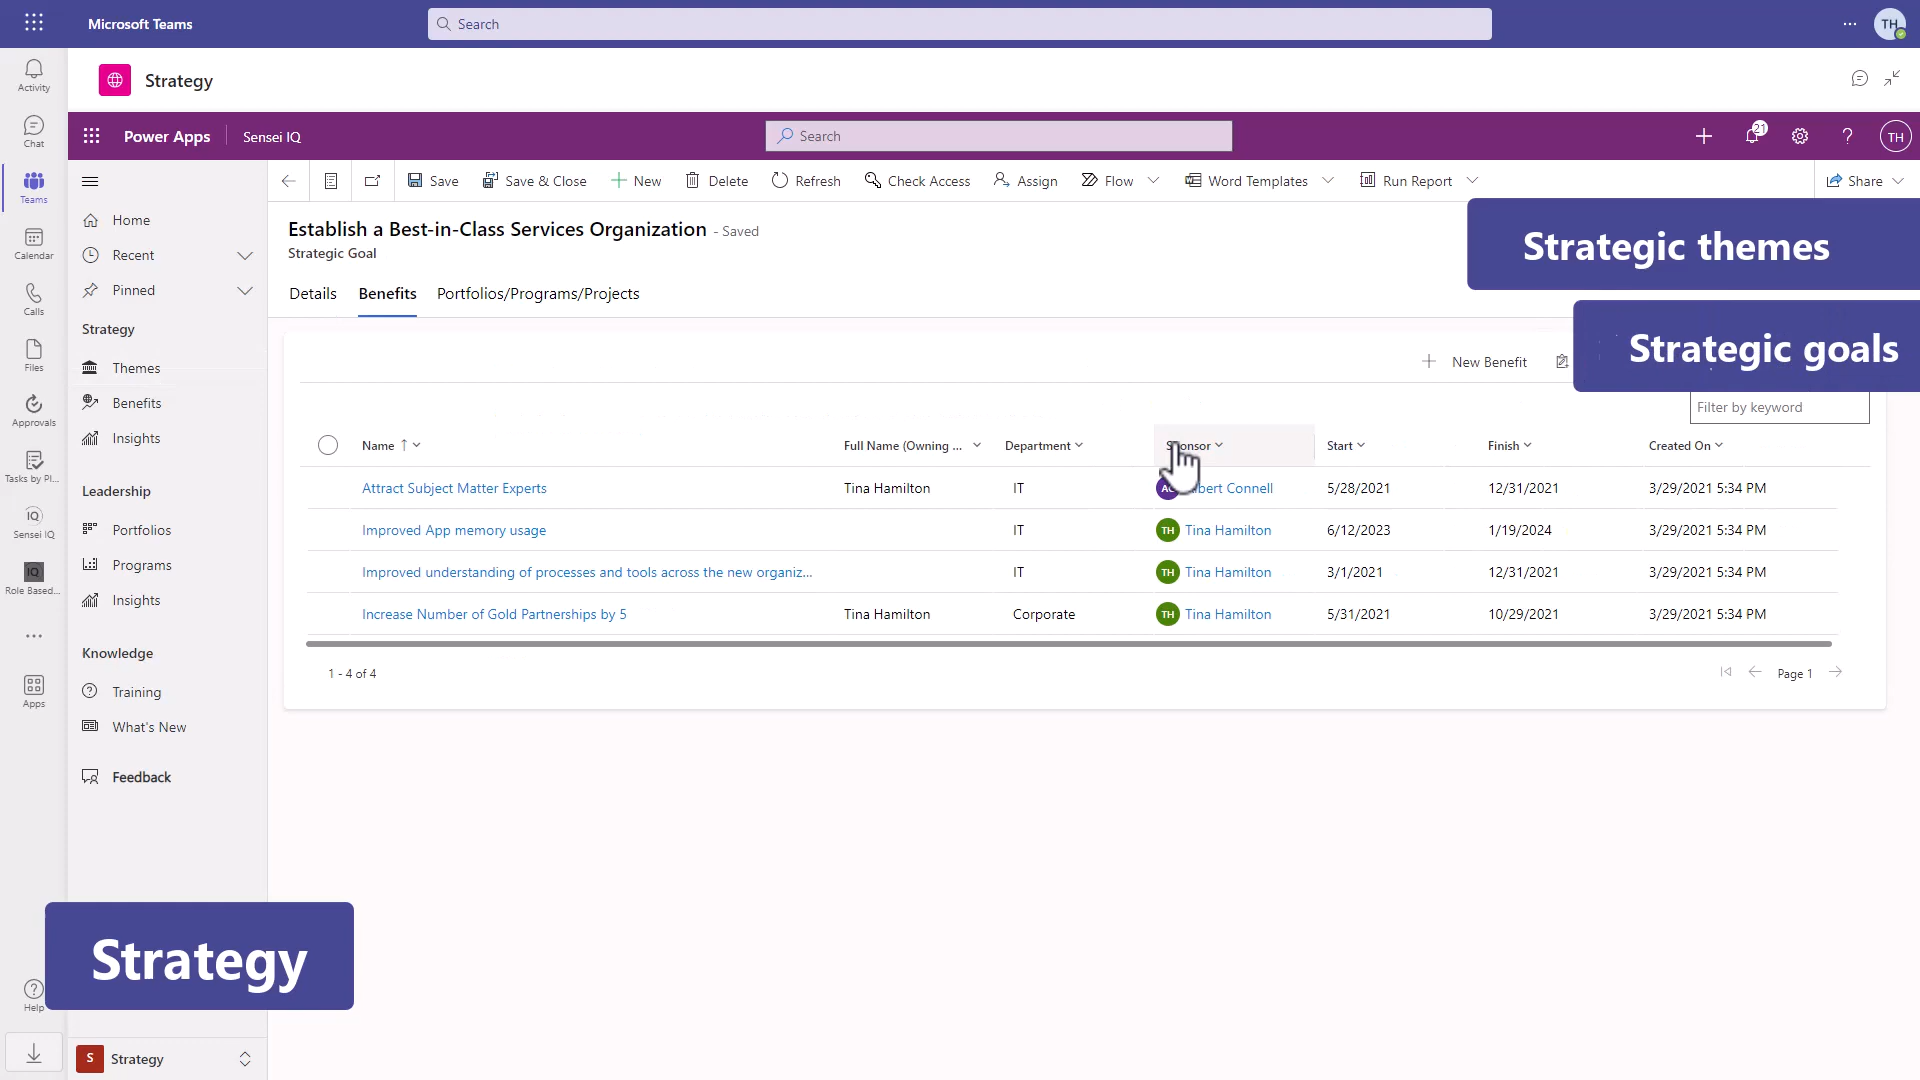 Microsoft Teams
Search
TH
Activity
Chat
Teams
Calendar
Calls
Files
Approvals
Tasks by Pl...
IQ
Sensei IQ
IQ
Role Based...
Apps
Help
Strategy
Power Apps
Sensei IQ
Search
21
TH
Home
Recent
Pinned
Strategy
Themes
Benefits
Insights
Leadership
Portfolios
Programs
Insights
Knowledge
Training
What's New
Feedback
S Strategy
Save
Save & Close
New
Delete
Refresh
Check Access
Assign
Flow
Word Templates
Run Report
Share
Establish a Best-in-Class Services Organization - Saved
Strategic Goal
Details Benefits Portfolios/Programs/Projects
Strategic themes
Strategic goals
New Benefit
Filter by keyword
Name Full Name (Owning ... Department Sponsor Start Finish Created On
Attract Subject Matter Experts Tina Hamilton IT Connell 5/28/2021 12/31/2021 3/29/2021 5:34 PM
Improved App memory usage IT TH Tina Hamilton 6/12/2023 1/19/2024 3/29/2021 5:34 PM
Improved understanding of processes and tools across the new organiz... IT TH Tina Hamilton 3/1/2021 12/31/2021 3/29/2021 5:34 PM
Increase Number of Gold Partnerships by 5 Tina Hamilton Corporate TH Tina Hamilton 5/31/2021 10/29/2021 3/29/2021 5:34 PM
1 - 4 of 4
Page 1
Strategy